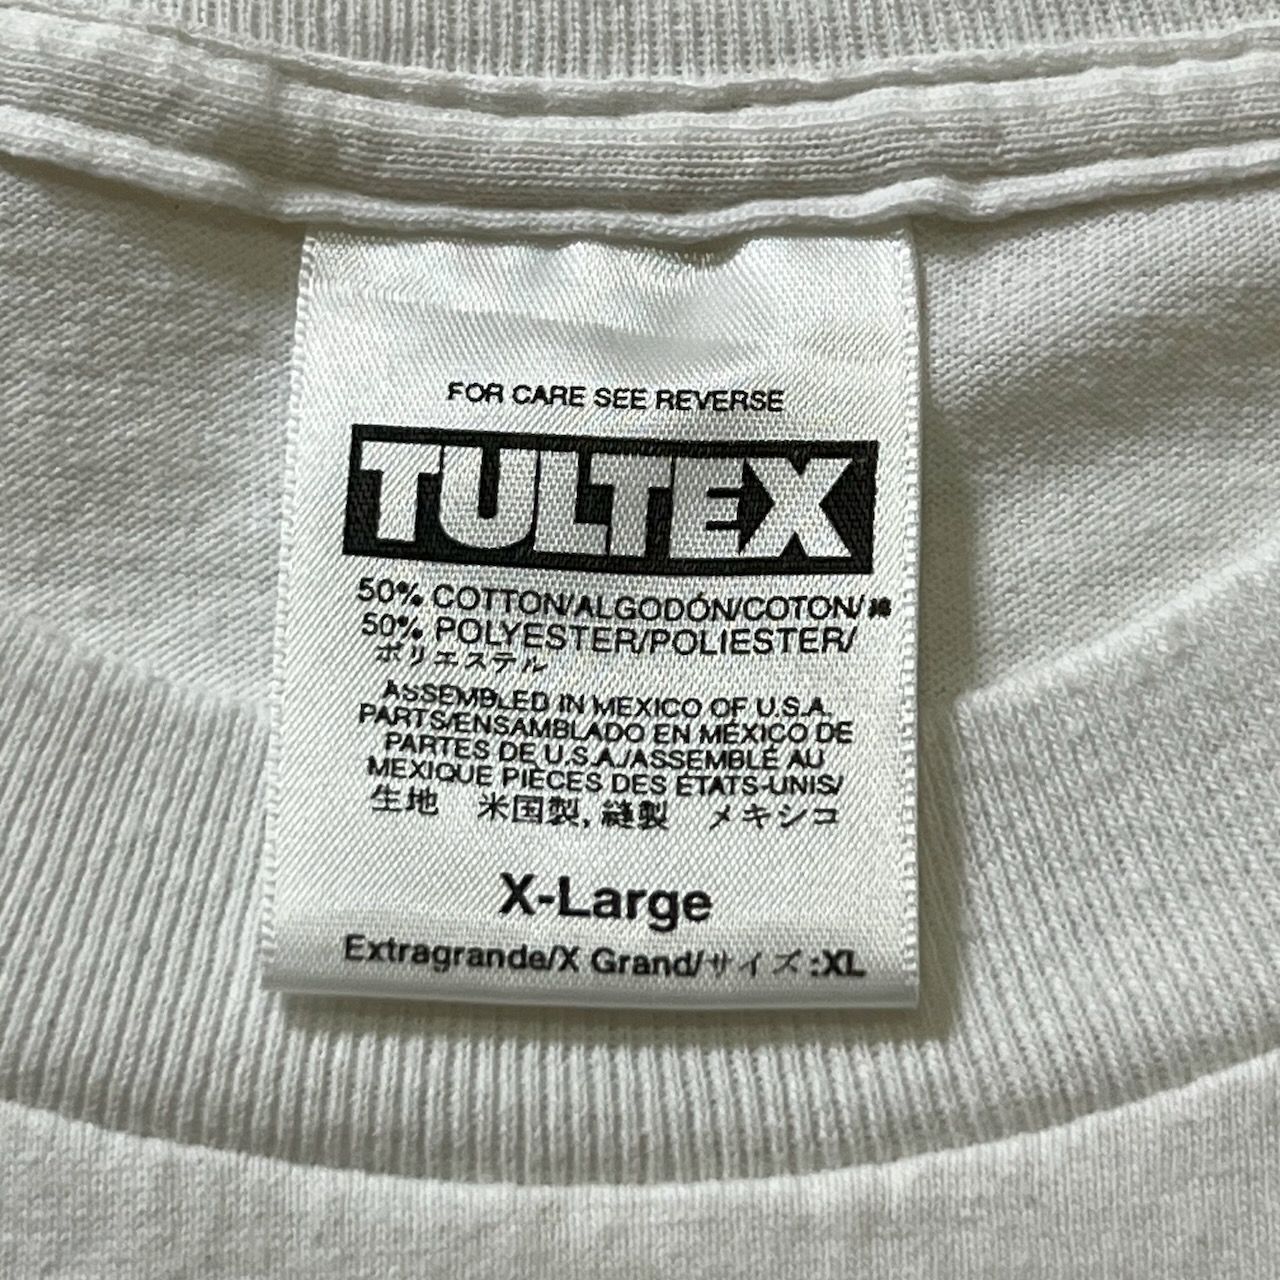 FOR CARE SEE REVERSE
TULTEX
50% COTTON/ALGODÓN/COTON/綿
50% POLYESTER/POLIESTER/
ポリエステル
ASSEMBLED IN MEXICO OF U.S.A.
PARTS/ENSAMBLADO EN MÉXICO DE
PARTES DE U.S.A./ASSEMBLÉ AU
MEXIQUE PIÈCES DES ÉTATS-UNIS/
生地 米国製, 縫製 メキシコ
X-Large
Extragrande/X Grand/サイズ:XL